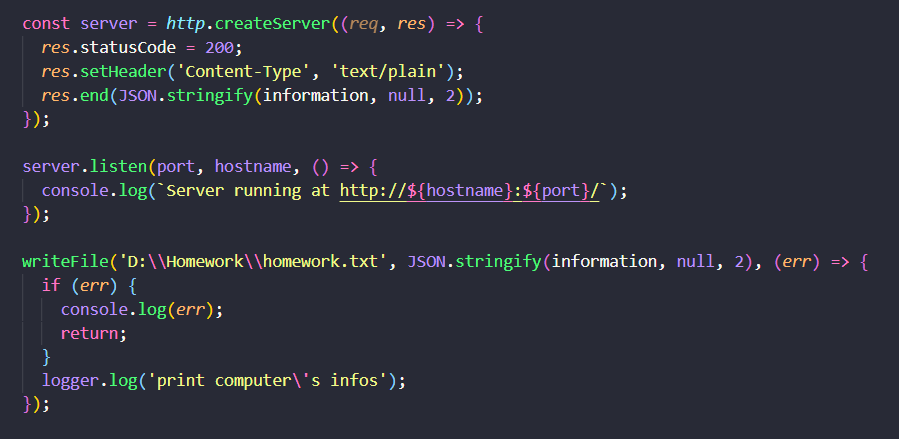 const server = http.createServer((req, res) => {
  res.statusCode = 200;
  res.setHeader('Content-Type', 'text/plain');
  res.end(JSON.stringify(information, null, 2));
});

server.listen(port, hostname, () => {
  console.log(`Server running at http://${hostname}:${port}/`);
});

writeFile('D:\\Homework\\homework.txt', JSON.stringify(information, null, 2), (err) => {
  if (err) {
    console.log(err);
    return;
  }
  logger.log('print computer\'s infos');
});